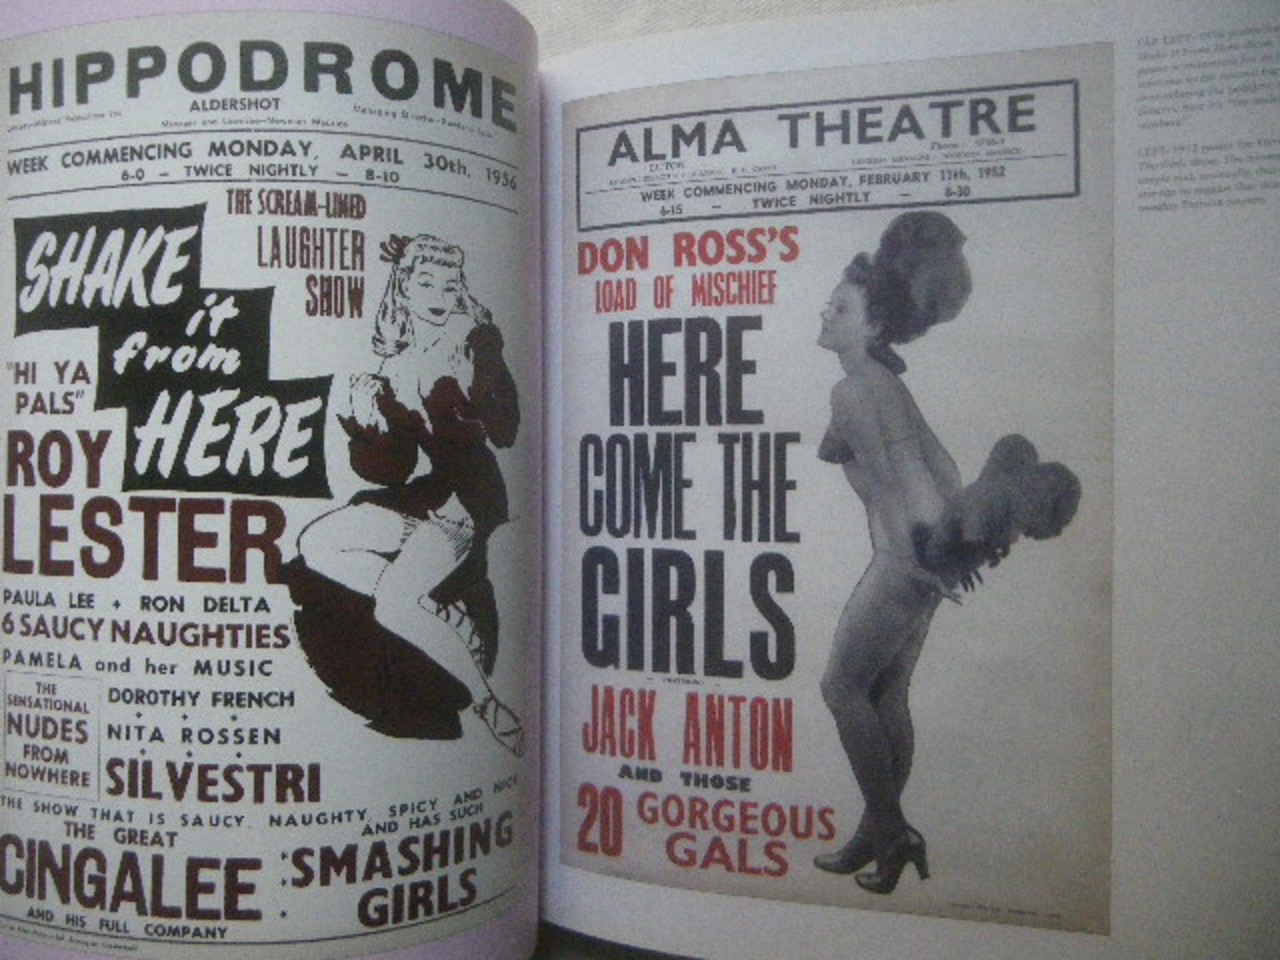 HIPPODROME
ALDERSHOT
WEEK COMMENCING MONDAY, APRIL 30th, 1956
6-0 — TWICE NIGHTLY — 8-10
THE SCREAM-LINED
LAUGHTER
SHOW
SHAKE
it
from
HERE
"HI YA
PALS"
ROY
LESTER
PAULA LEE + RON DELTA
6 SAUCY NAUGHTIES
PAMELA and her MUSIC
THE
SENSATIONAL
NUDES
FROM
NOWHERE
DOROTHY FRENCH
NITA ROSSEN
SILVESTRI
THE SHOW THAT IS SAUCY, NAUGHTY, SPICY AND NICE
AND HAS SUCH
THE GREAT
CINGALEE
AND HIS FULL COMPANY
SMASHING
GIRLS
ALMA THEATRE
LUTON
WEEK COMMENCING MONDAY, FEBRUARY 11th, 1952
6-15 — TWICE NIGHTLY — 8-30
DON ROSS'S
LOAD OF MISCHIEF
HERE
COME THE
GIRLS
JACK ANTON
AND THOSE
20 GORGEOUS
GALS